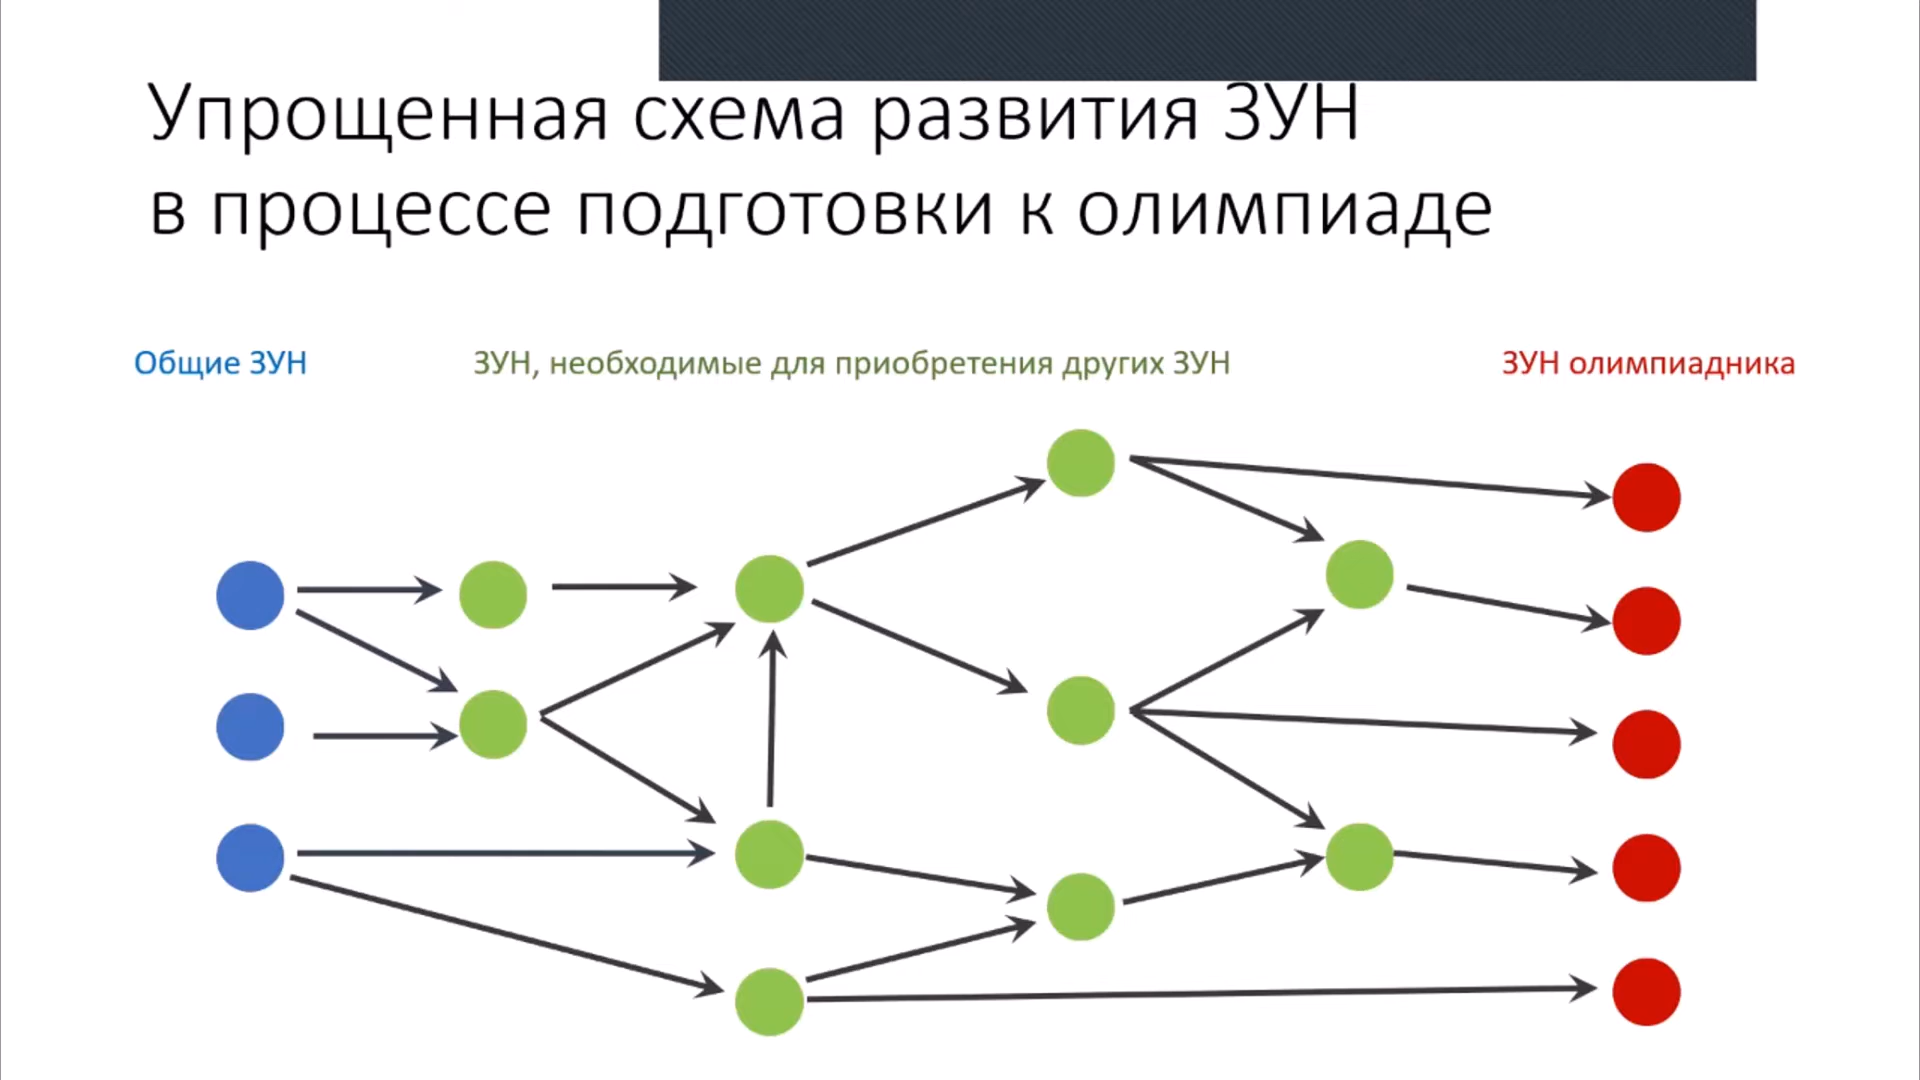 Упрощенная схема развития ЗУН
в процессе подготовки к олимпиаде
Общие ЗУН
ЗУН, необходимые для приобретения других ЗУН
ЗУН олимпиадника